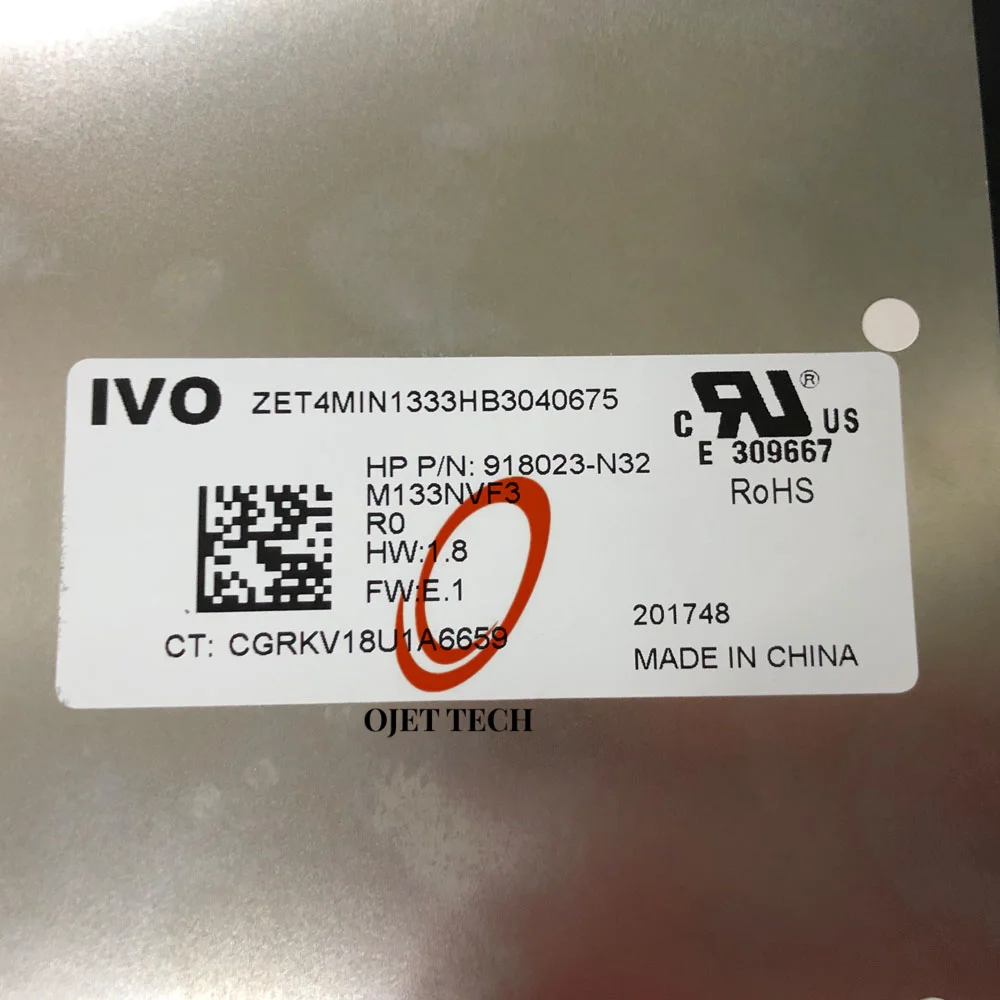 IVO ZET4MIN1333HB3040675
C UL ® US
E 309667
HP P/N: 918023-N32
M133NVF3
R0
HW:1.8
FW:E.1
RoHS
201748
CT: CGRKV18U1A6659
MADE IN CHINA
OJET TECH